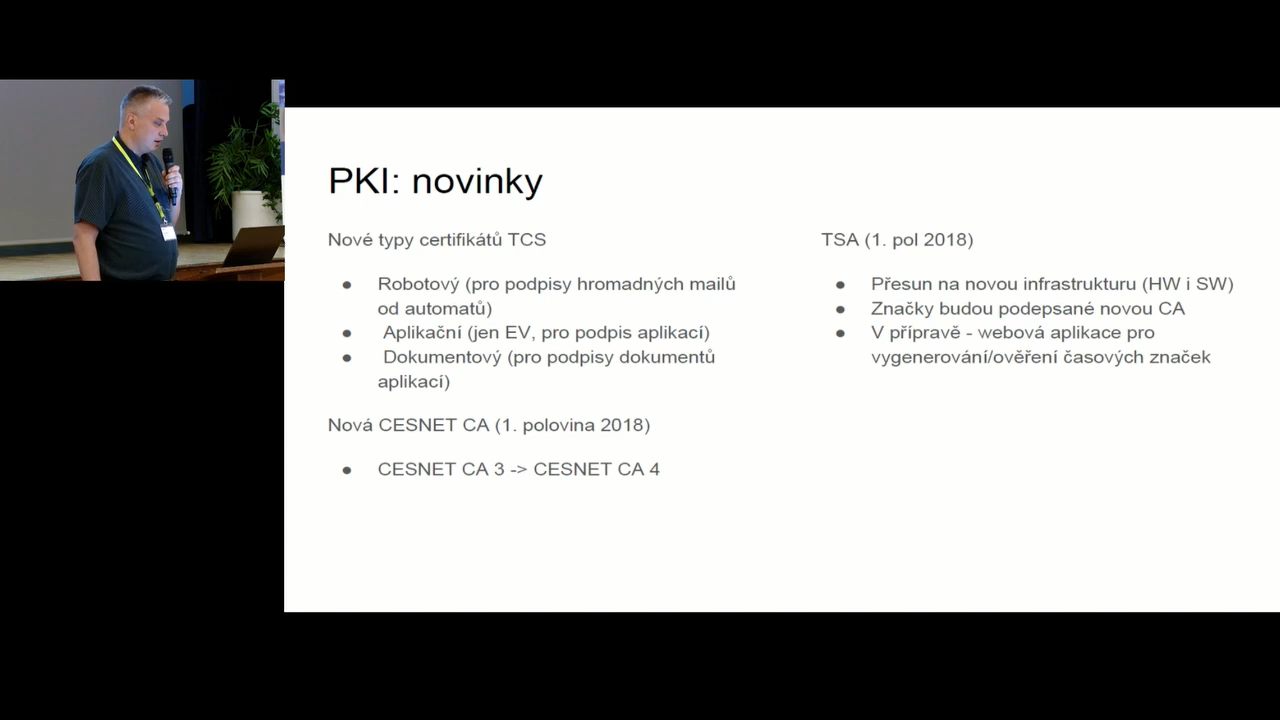 PKI: novinky
Nové typy certifikátů TCS
● Robotový (pro podpisy hromadných mailů
od automatů)
● Aplikační (jen EV, pro podpis aplikací)
● Dokumentový (pro podpisy dokumentů
aplikací)
Nová CESNET CA (1. polovina 2018)
● CESNET CA 3 -> CESNET CA 4
TSA (1. pol 2018)
● Přesun na novou infrastrukturu (HW i SW)
● Značky budou podepsané novou CA
● V přípravě - webová aplikace pro
vygenerování/ověření časových značek